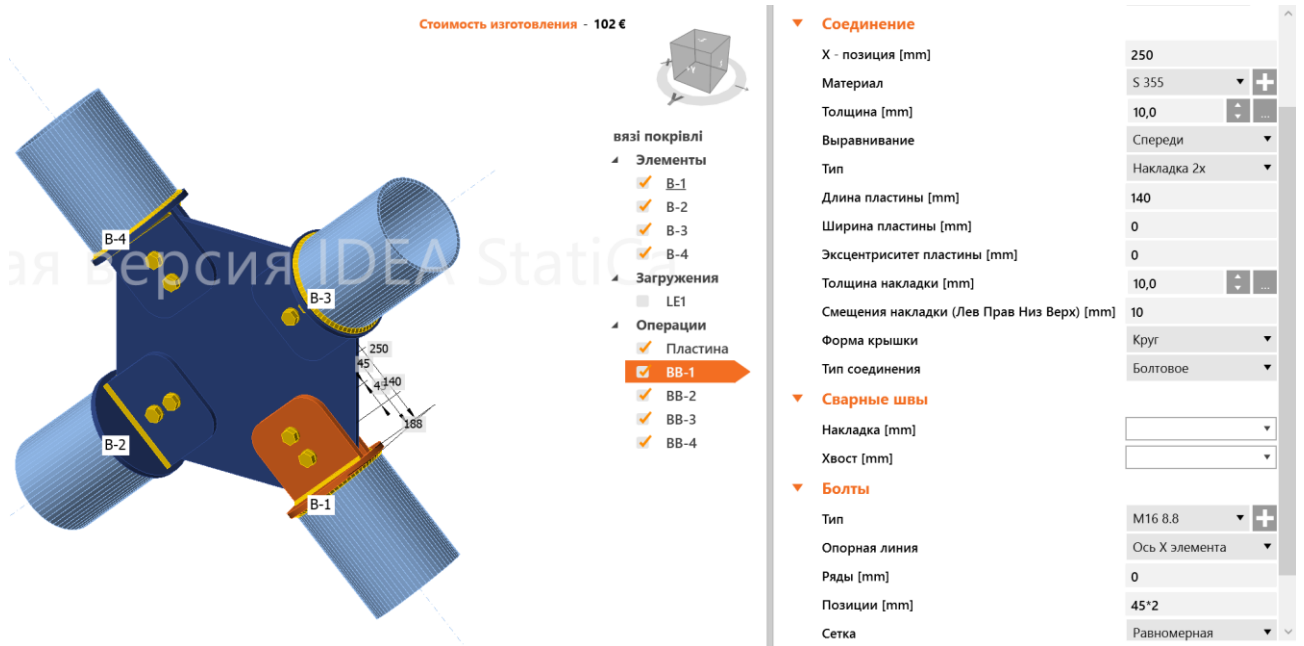 Стоимость изготовления - 102 €
ая версия IDEA StatiCa
B-4
B-3
B-2
B-1
250
45
140
188
вязі покрівлі
Элементы
B-1
B-2
B-3
B-4
Загружения
LE1
Операции
Пластина
BB-1
BB-2
BB-3
BB-4
Соединение
X - позиция [mm] 250
Материал S 355
Толщина [mm] 10,0 ...
Выравнивание Спереди
Тип Накладка 2x
Длина пластины [mm] 140
Ширина пластины [mm] 0
Эксцентриситет пластины [mm] 0
Толщина накладки [mm] 10,0 ...
Смещения накладки (Лев Прав Низ Верх) [mm] 10
Форма крышки Круг
Тип соединения Болтовое
Сварные швы
Накладка [mm]
Хвост [mm]
Болты
Тип M16 8.8
Опорная линия Ось X элемента
Ряды [mm] 0
Позиции [mm] 45*2
Сетка Равномерная